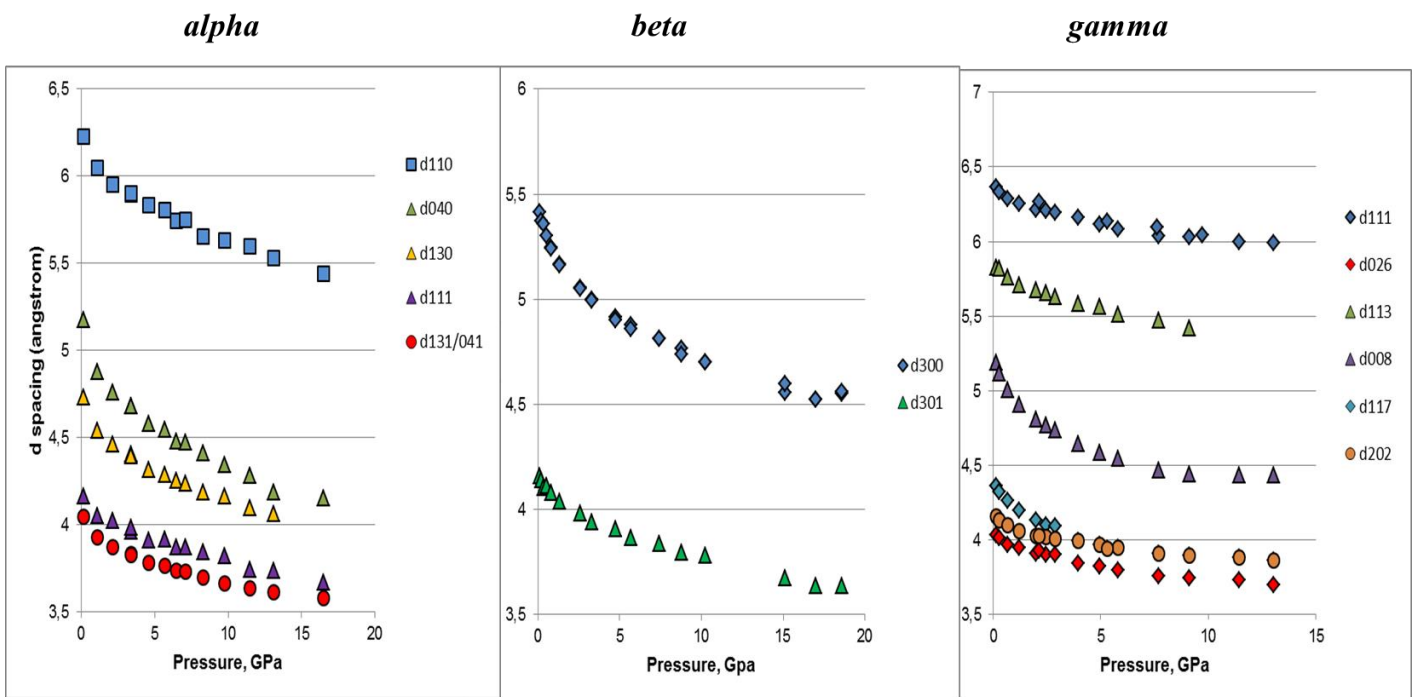 alpha
beta
gamma
d spacing (angstrom)
6,5
6
5,5
5
4,5
4
3,5
0
5
10
15
20
Pressure, GPa
d110
d040
d130
d111
d131/041
6
5,5
5
4,5
4
3,5
0
5
10
15
20
Pressure, Gpa
d300
d301
7
6,5
6
5,5
5
4,5
4
3,5
0
5
10
15
Pressure, GPa
d111
d026
d113
d008
d117
d202